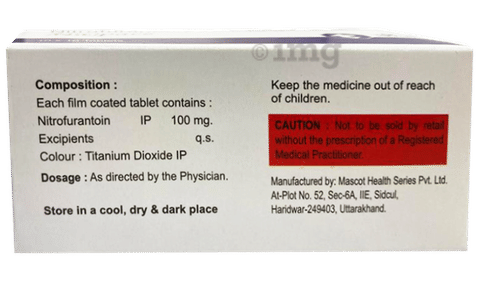 1mg
Composition :
Each film coated tablet contains :
Nitrofurantoin IP 100 mg.
Excipients q.s.
Colour : Titanium Dioxide IP
Dosage : As directed by the Physician.
Store in a cool, dry & dark place
Keep the medicine out of reach
of children.
CAUTION : Not to be sold by retail
without the prescription of a Registered
Medical Practitioner.
Manufactured by: Mascot Health Series Pvt. Ltd.
At-Plot No. 52, Sec-6A, IIE, Sidcul,
Haridwar-249403, Uttarakhand.